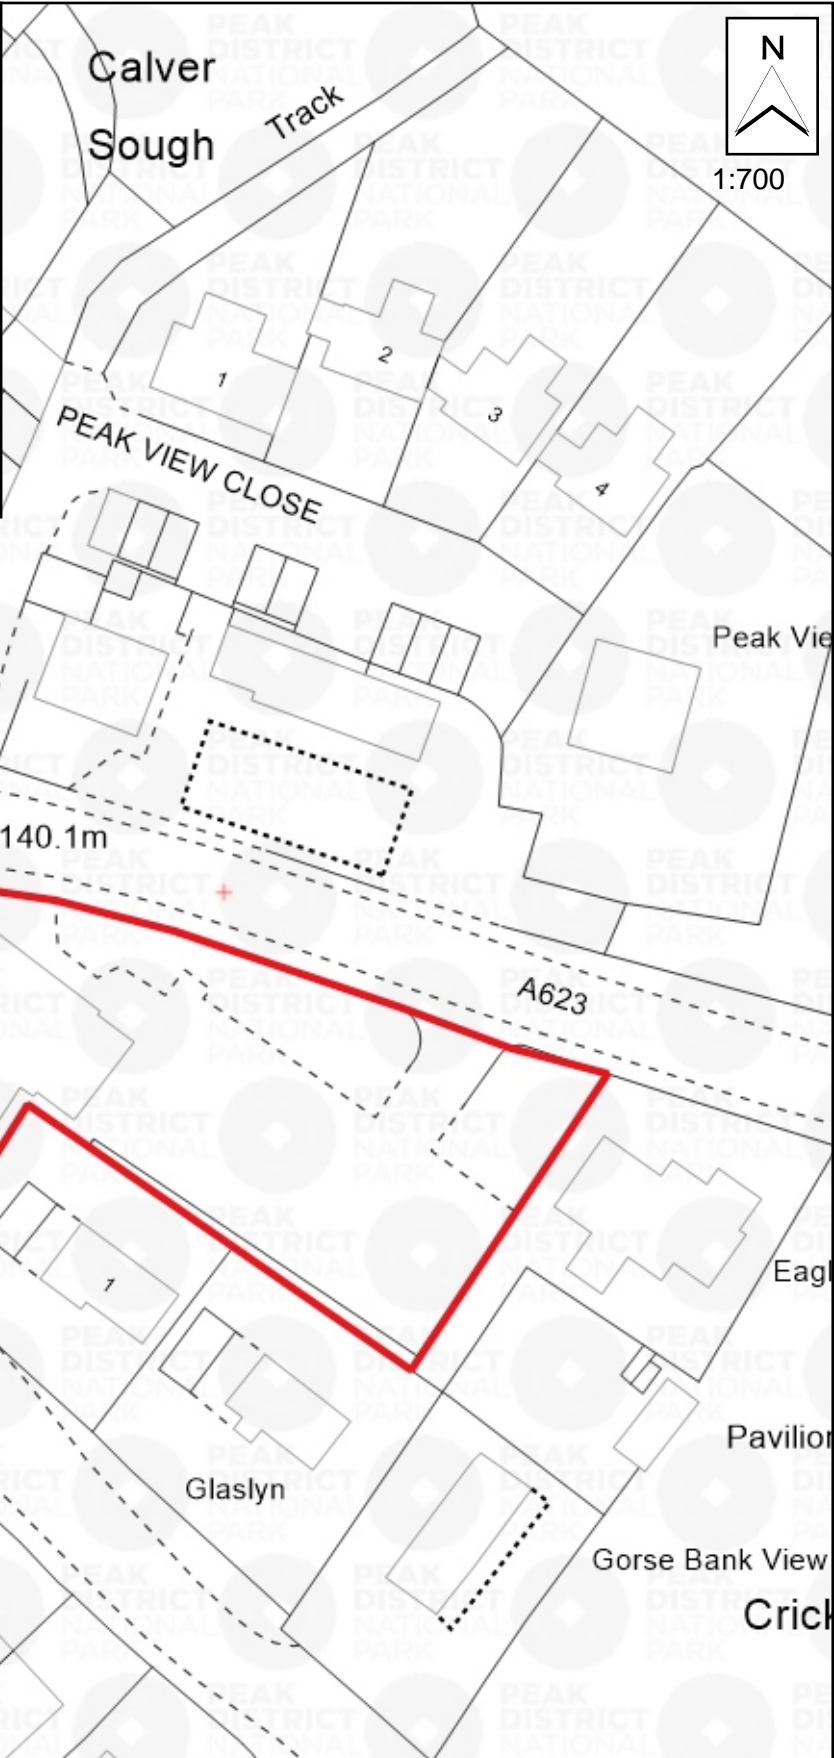 Calver
Sough
Track
N
1:700
1
2
3
4
PEAK VIEW CLOSE
Peak Vie
140.1m
A623
Eagl
1
Pavilion
Glaslyn
Gorse Bank View
Crick
PEAK
DISTRICT
NATIONAL
PARK